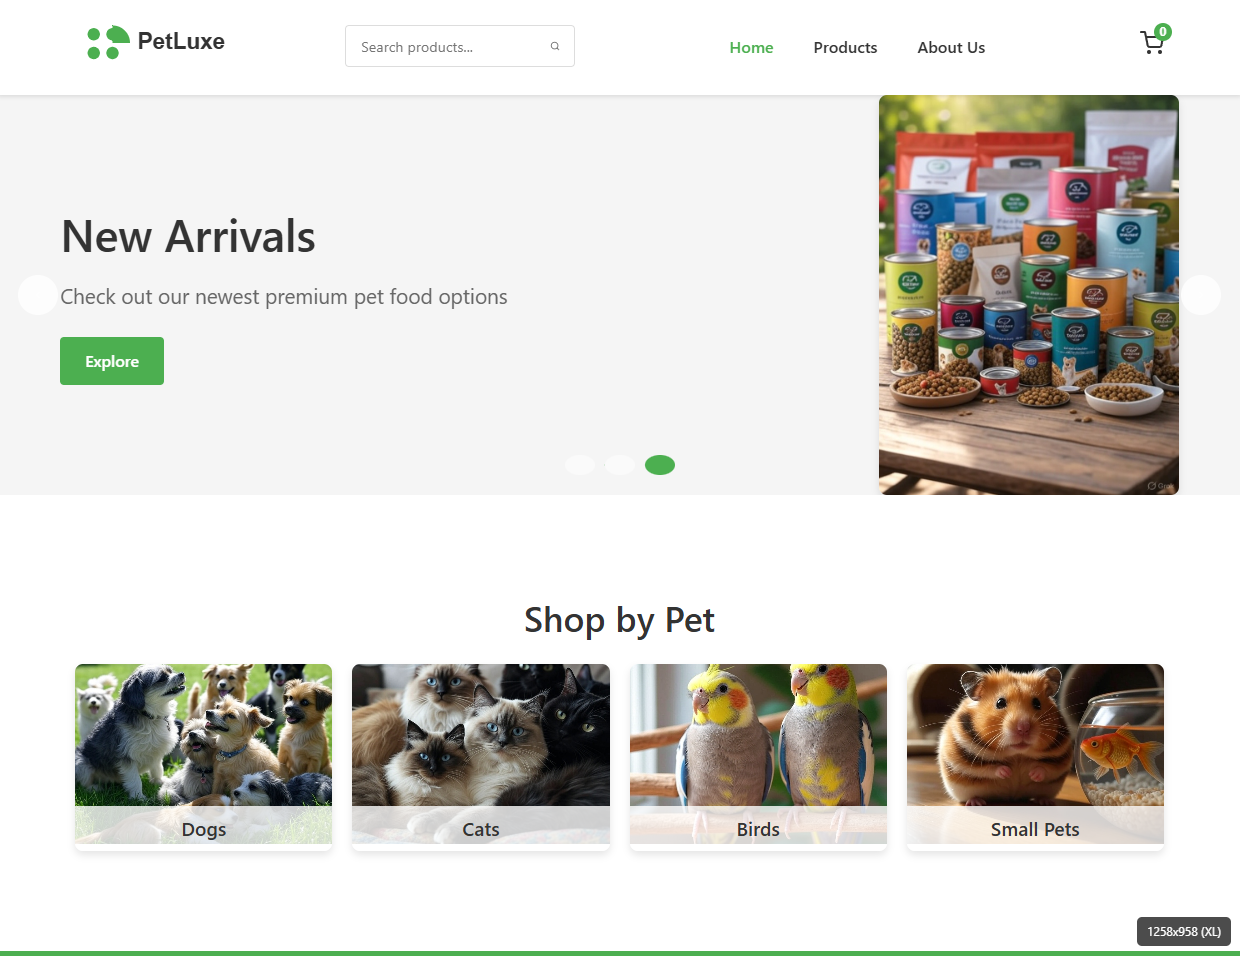 PetLuxe
Search products...
Home
Products
About Us
0
New Arrivals
Check out our newest premium pet food options
Explore
Shop by Pet
Dogs
Cats
Birds
Small Pets
1258x958 (XL)